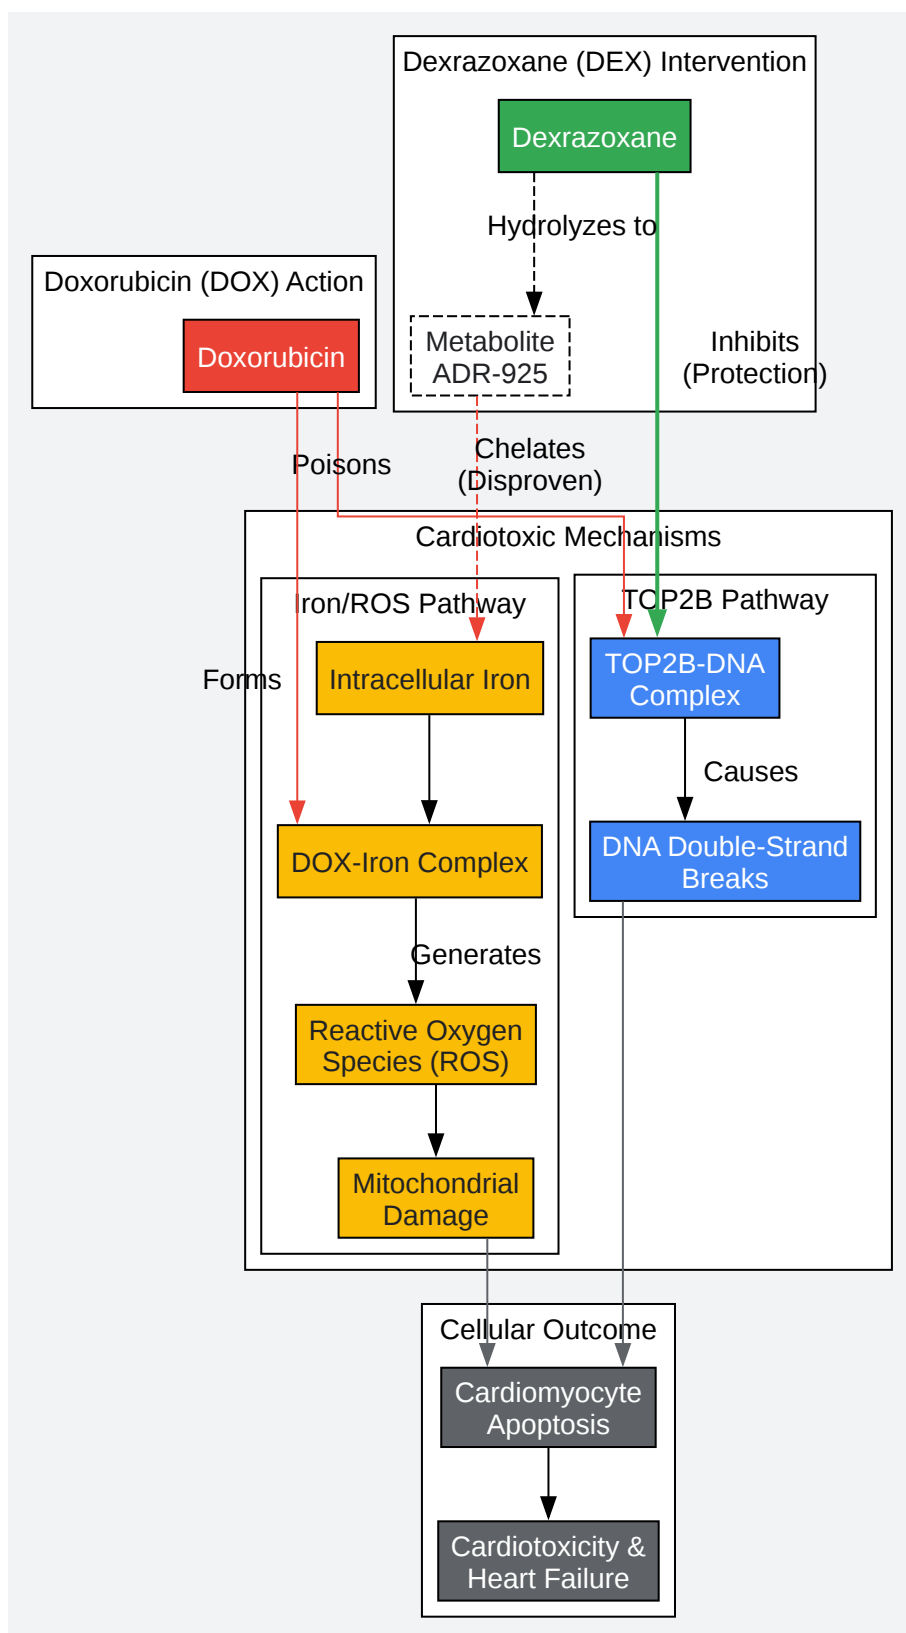 Dexrazoxane (DEX) Intervention
Dexrazoxane
Hydrolyzes to
Doxorubicin (DOX) Action
Doxorubicin
Metabolite
ADR-925
Inhibits
(Protection)
Poisons
Chelates
(Disproven)
Cardiotoxic Mechanisms
Iron/ROS Pathway
TOP2B Pathway
Forms
Intracellular Iron
TOP2B-DNA
Complex
Causes
DOX-Iron Complex
DNA Double-Strand
Breaks
Generates
Reactive Oxygen
Species (ROS)
Mitochondrial
Damage
Cellular Outcome
Cardiomyocyte
Apoptosis
Cardiotoxicity &
Heart Failure